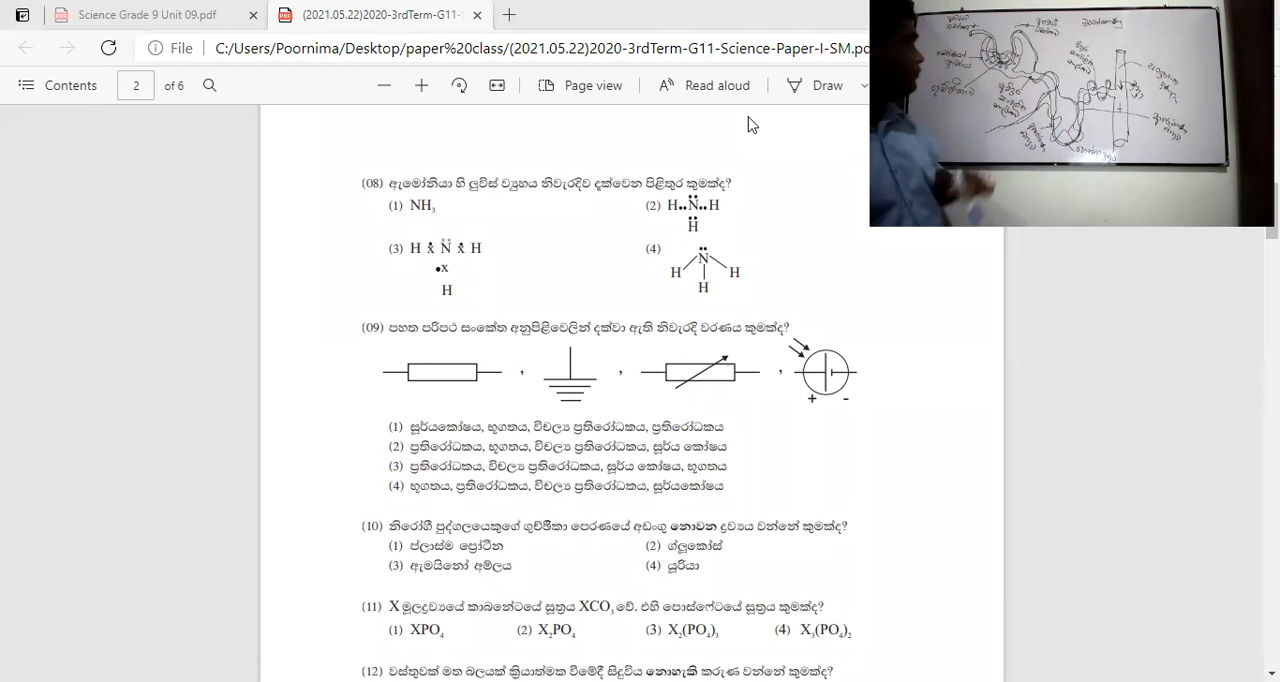 Science Grade 9 Unit 09.pdf
(2021.05.22)2020-3rdTerm-G11-
File
C:/Users/Poornima/Desktop/paper%20class/(2021.05.22)2020-3rdTerm-G11-Science-Paper-I-SM.pd
Contents
2
of 6
Page view
Read aloud
Draw
(08) ඇමෝනියා හි ලුවිස් ව්‍යුහය නිවැරදිව දක්වෙන පිළිතුර කුමක්ද?
(1) NH₃
(2) H••N••H
H
(3) H ẋ N ẋ H
•x
H
(4) N
H H
H
(09) පහත පරිපථ සංකේත අනුපිළිවෙලින් දක්වා ඇති නිවැරදි වරණය කුමක්ද?
, , ,
+ -
(1) සූර්යකෝෂය, භූගතය, විචල්‍ය ප්‍රතිරෝධකය, ප්‍රතිරෝධකය
(2) ප්‍රතිරෝධකය, භූගතය, විචල්‍ය ප්‍රතිරෝධකය, සූර්ය කෝෂය
(3) ප්‍රතිරෝධකය, විචල්‍ය ප්‍රතිරෝධකය, සූර්ය කෝෂය, භූගතය
(4) භූගතය, ප්‍රතිරෝධකය, විචල්‍ය ප්‍රතිරෝධකය, සූර්යකෝෂය
(10) නිරෝගී පුද්ගලයෙකුගේ ගුච්ඡිකා පෙරණයේ අඩංගු නොවන ද්‍රව්‍යය වන්නේ කුමක්ද?
(1) ප්ලාස්ම ප්‍රෝටීන
(2) ග්ලූකෝස්
(3) ඇමයිනෝ අම්ලය
(4) යූරියා
(11) X මූලද්‍රව්‍යයේ කාබනේටයේ සූත්‍රය XCO₃ වේ. එහි පොස්ෆේටයේ සූත්‍රය කුමක්ද?
(1) XPO₄
(2) X₂PO₄
(3) X₂(PO₄)₃
(4) X₃(PO₄)₂
(12) වස්තුවක් මත බලයක් ක්‍රියාත්මක වීමේදී සිදුවිය නොහැකි කරුණ වන්නේ කුමක්ද?